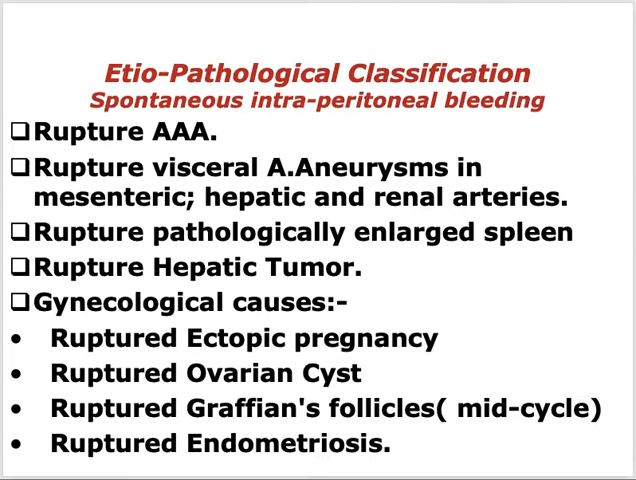 Etio-Pathological Classification
Spontaneous intra-peritoneal bleeding
❑Rupture AAA.
❑Rupture visceral A.Aneurysms in
mesenteric; hepatic and renal arteries.
❑Rupture pathologically enlarged spleen
❑Rupture Hepatic Tumor.
❑Gynecological causes:-
• Ruptured Ectopic pregnancy
• Ruptured Ovarian Cyst
• Ruptured Graffian's follicles( mid-cycle)
• Ruptured Endometriosis.